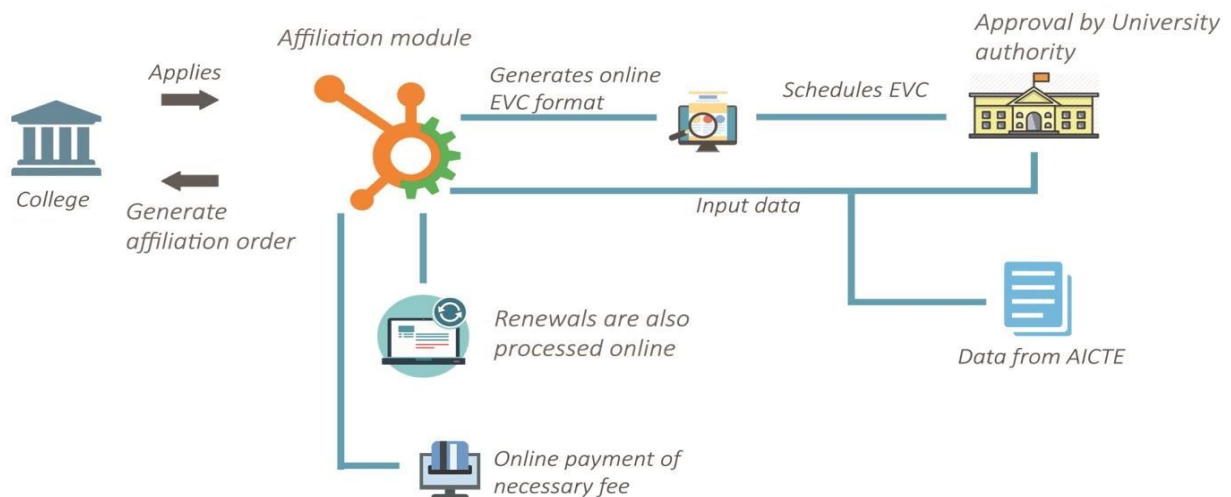 Affiliation module
Approval by University
authority
Applies
Generates online
EVC format
Schedules EVC
College
Generate
affiliation order
Input data
Renewals are also
processed online
Data from AICTE
Online payment of
necessary fee